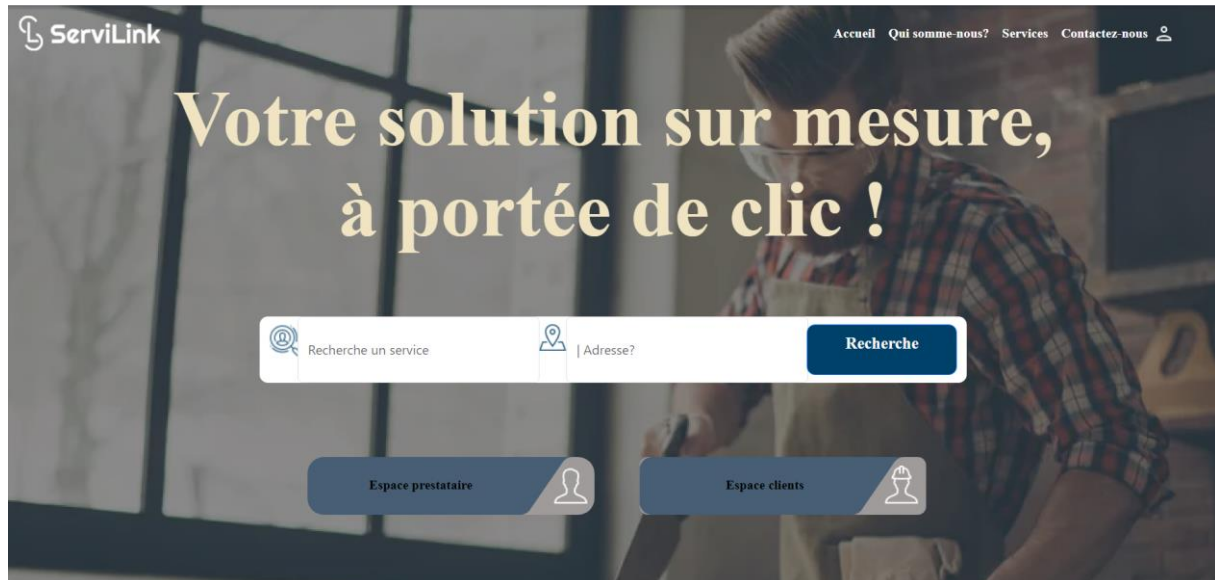 ServiLink
Accueil Qui somme-nous? Services Contactez-nous
Votre solution sur mesure,
à portée de clic !
Recherche un service
| Adresse?
Recherche
Espace prestataire
Espace clients